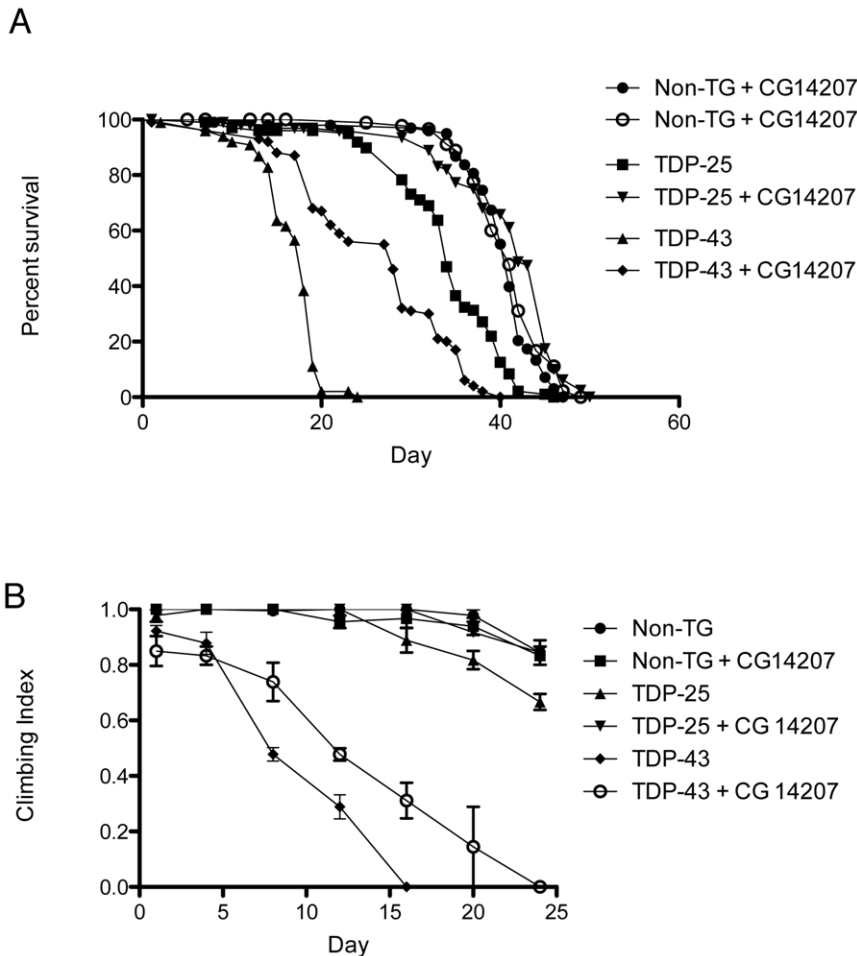 A
Non-TG + CG14207
Non-TG + CG14207
TDP-25
TDP-25 + CG14207
TDP-43
TDP-43 + CG14207
Percent survival
100
80
60
40
20
0
0 20 40 60
Day
B
Non-TG
Non-TG + CG14207
TDP-25
TDP-25 + CG 14207
TDP-43
TDP-43 + CG 14207
Climbing Index
1.0
0.8
0.6
0.4
0.2
0.0
0 5 10 15 20 25
Day